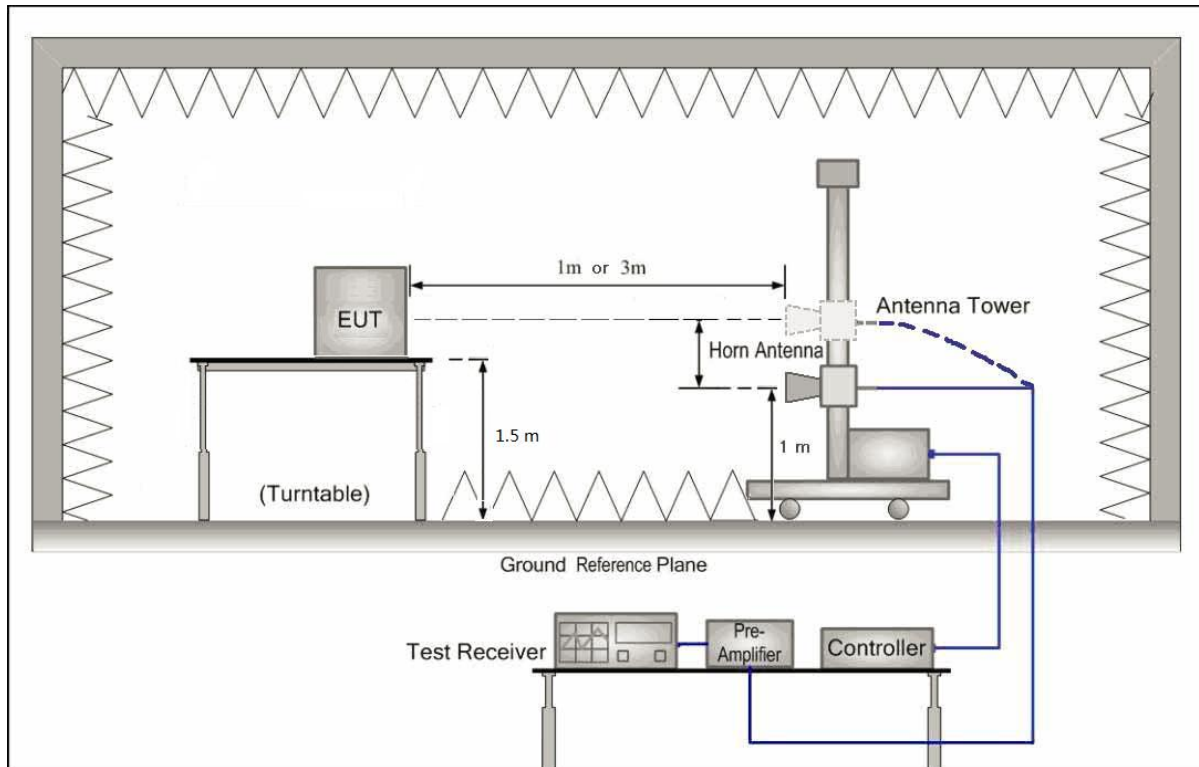 1m or 3m
EUT
Antenna Tower
Horn Antenna
1.5 m
1 m
(Turntable)
Ground Reference Plane
Test Receiver
Pre-
Amplifier
Controller